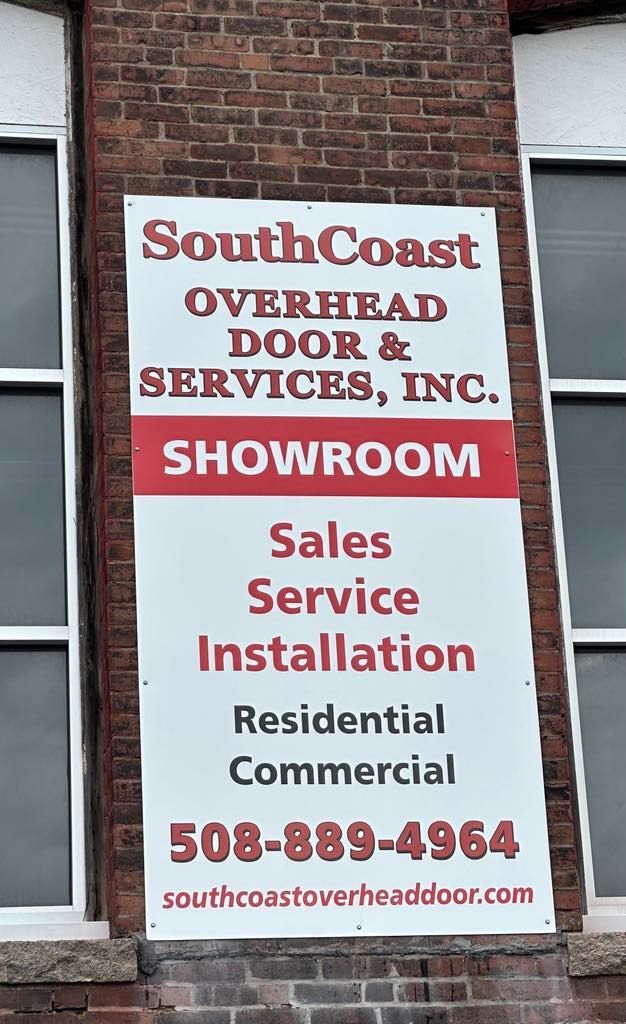 SouthCoast
OVERHEAD
DOOR &
SERVICES, INC.
SHOWROOM
Sales
Service
Installation
Residential
Commercial
508-889-4964
southcoastoverheaddoor.com